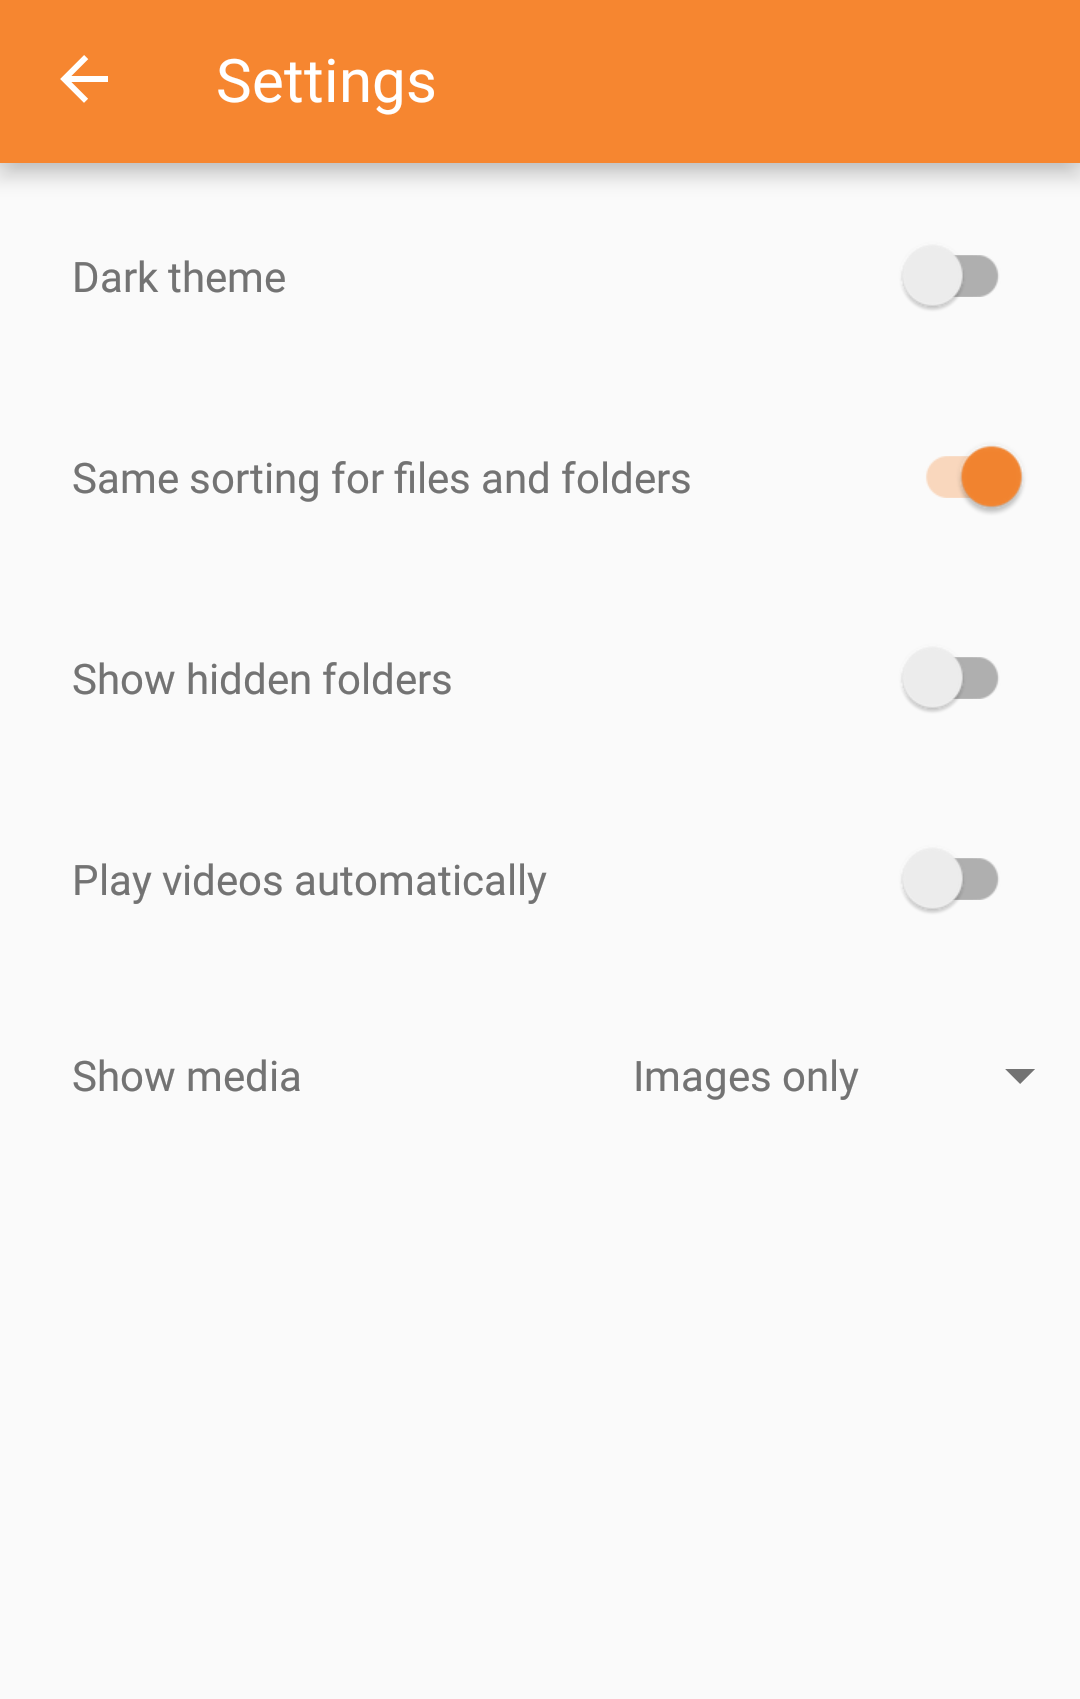 Settings
Dark theme
Same sorting for files and folders
Show hidden folders
Play videos automatically
Show media Images only